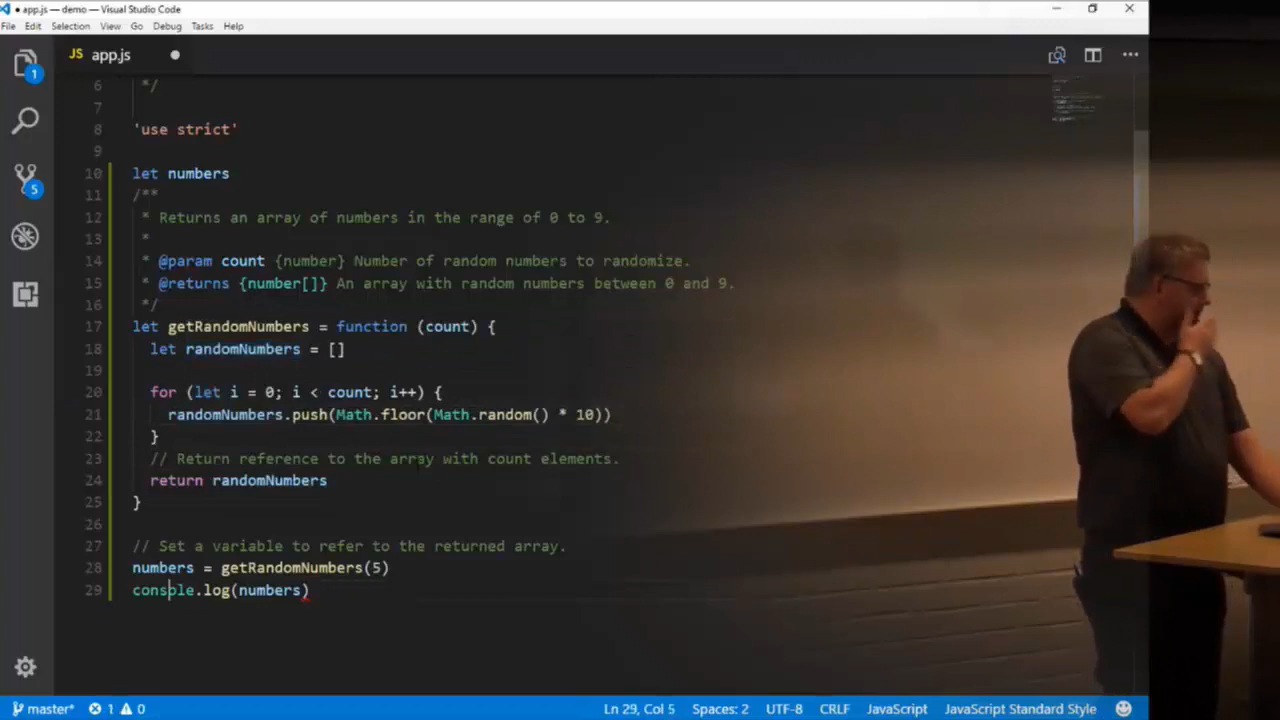 ● app.js — demo — Visual Studio Code
File Edit Selection View Go Debug Tasks Help
JS app.js ●
1
5
6 */
7
8 'use strict'
9
10 let numbers
11 /**
12 * Returns an array of numbers in the range of 0 to 9.
13 *
14 * @param count {number} Number of random numbers to randomize.
15 * @returns {number[]} An array with random numbers between 0 and 9.
16 */
17 let getRandomNumbers = function (count) {
18 let randomNumbers = []
19
20 for (let i = 0; i < count; i++) {
21 randomNumbers.push(Math.floor(Math.random() * 10))
22 }
23 // Return reference to the array with count elements.
24 return randomNumbers
25 }
26
27 // Set a variable to refer to the returned array.
28 numbers = getRandomNumbers(5)
29 console.log(numbers)
master* 1 0 Ln 29, Col 5 Spaces: 2 UTF-8 CRLF JavaScript JavaScript Standard Style